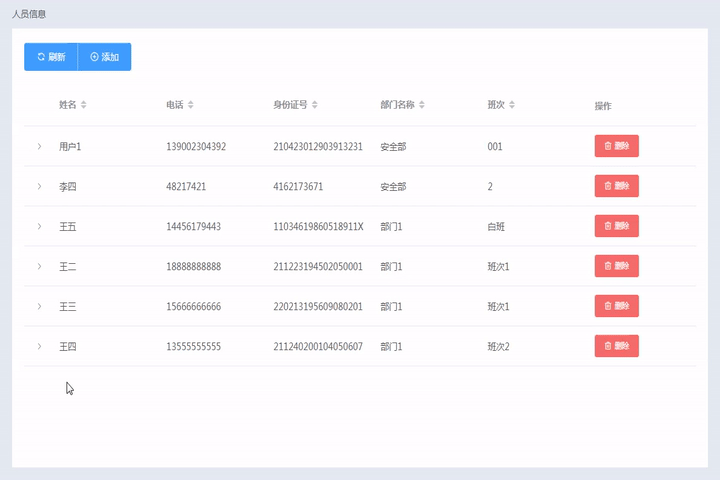 人员信息
刷新 添加
姓名 电话 身份证号 部门名称 班次 操作
用户1 139002304392 210423012903913231 安全部 001 删除
李四 48217421 4162173671 安全部 2 删除
王五 14456179443 11034619860518911X 部门1 白班 删除
王二 18888888888 211223194502050001 部门1 班次1 删除
王三 15666666666 220213195609080201 部门1 班次1 删除
王四 13555555555 211240200104050607 部门1 班次2 删除